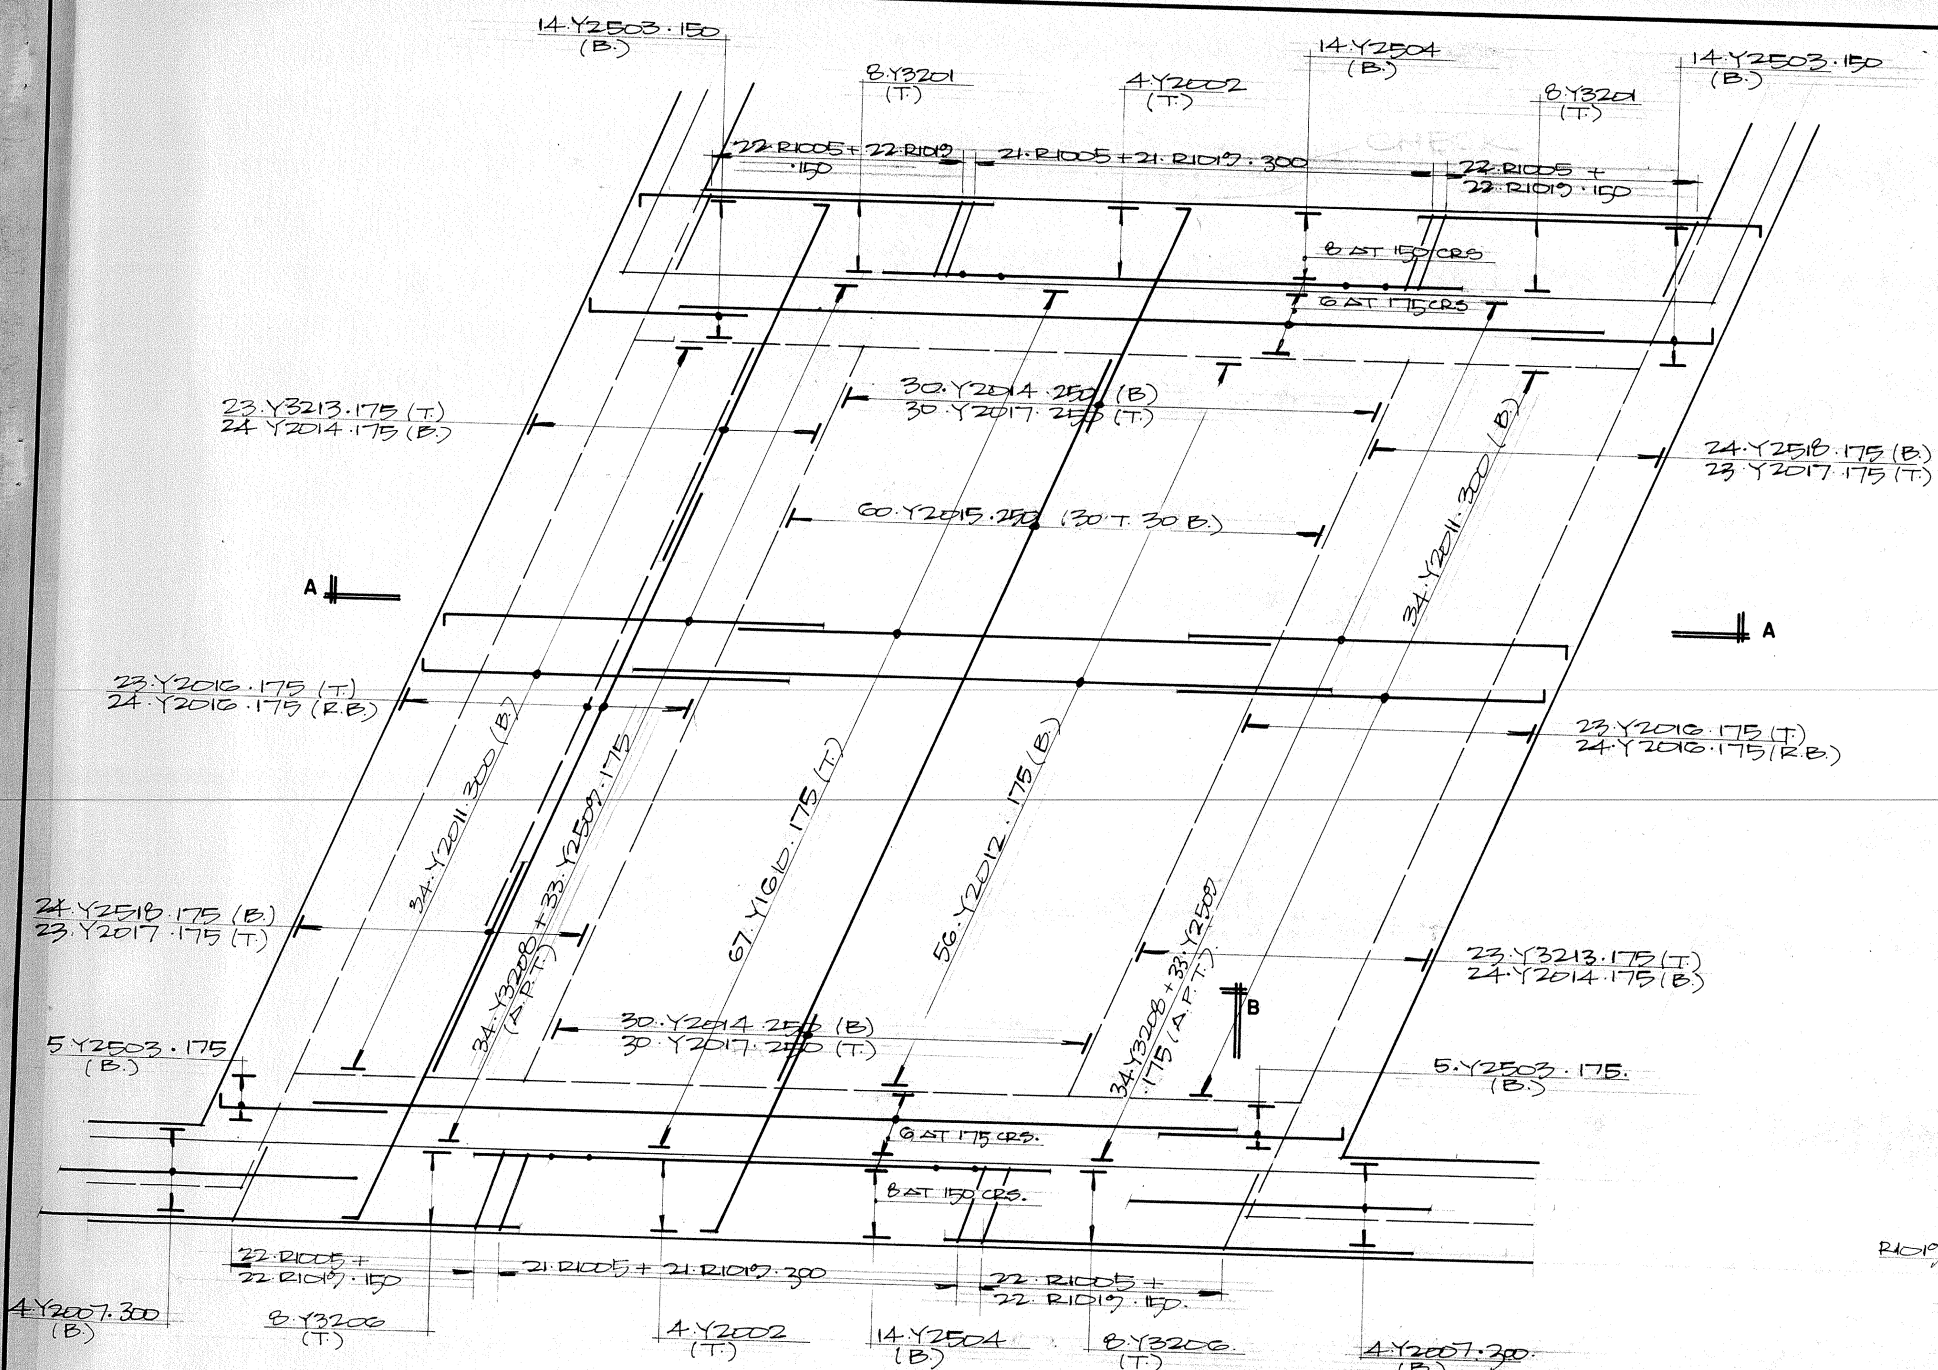 14.Y2503.150
(B.)
8.Y3201
(T.)
4.Y2002
(T.)
14.Y2504
(B.)
8.Y3201
(T.)
14.Y2503.150
(B.)
CHECK
22.R1005+22.R1019
.150
21.R1005+21.R1019.300
22.R1005 +
22.R1019.150
8 AT 150 CRS
6 AT 175 CRS
23.Y3213.175 (T.)
24.Y2014.175 (B.)
30.Y2014.250 (B)
30.Y2017.250 (T.)
24.Y2518.175 (B.)
23.Y2017.175 (T.)
34.Y2011.300 (B.)
60.Y2015.250 (30.T. 30 B.)
A
A
23.Y2016.175 (T.)
24.Y2016.175 (R.B.)
23.Y2016.175 (T.)
24.Y2016.175 (R.B.)
34.Y2011.300 (B.)
34.Y3208+33.Y2509.175
(A.P.T.)
67.Y1610.175 (T.)
56.Y2012.175 (B.)
34.Y3208+33.Y2509
.175 (A.P.T.)
24.Y2518.175 (B.)
23.Y2017.175 (T.)
23.Y3213.175 (T.)
24.Y2014.175 (B.)
B
30.Y2014.250 (B)
30.Y2017.250 (T.)
5.Y2503.175
(B.)
5.Y2503.175.
(B.)
6 AT 175 CRS.
8 AT 150 CRS.
22.R1005+
22.R1019.150
21.R1005+21.R1019.300
22.R1005+
22.R1019.150.
R1019
4.Y2007.300
(B.)
8.Y3206
(T.)
4.Y2002
(T.)
14.Y2504
(B.)
8.Y3206.
(T.)
4.Y2007.300.
(B.)